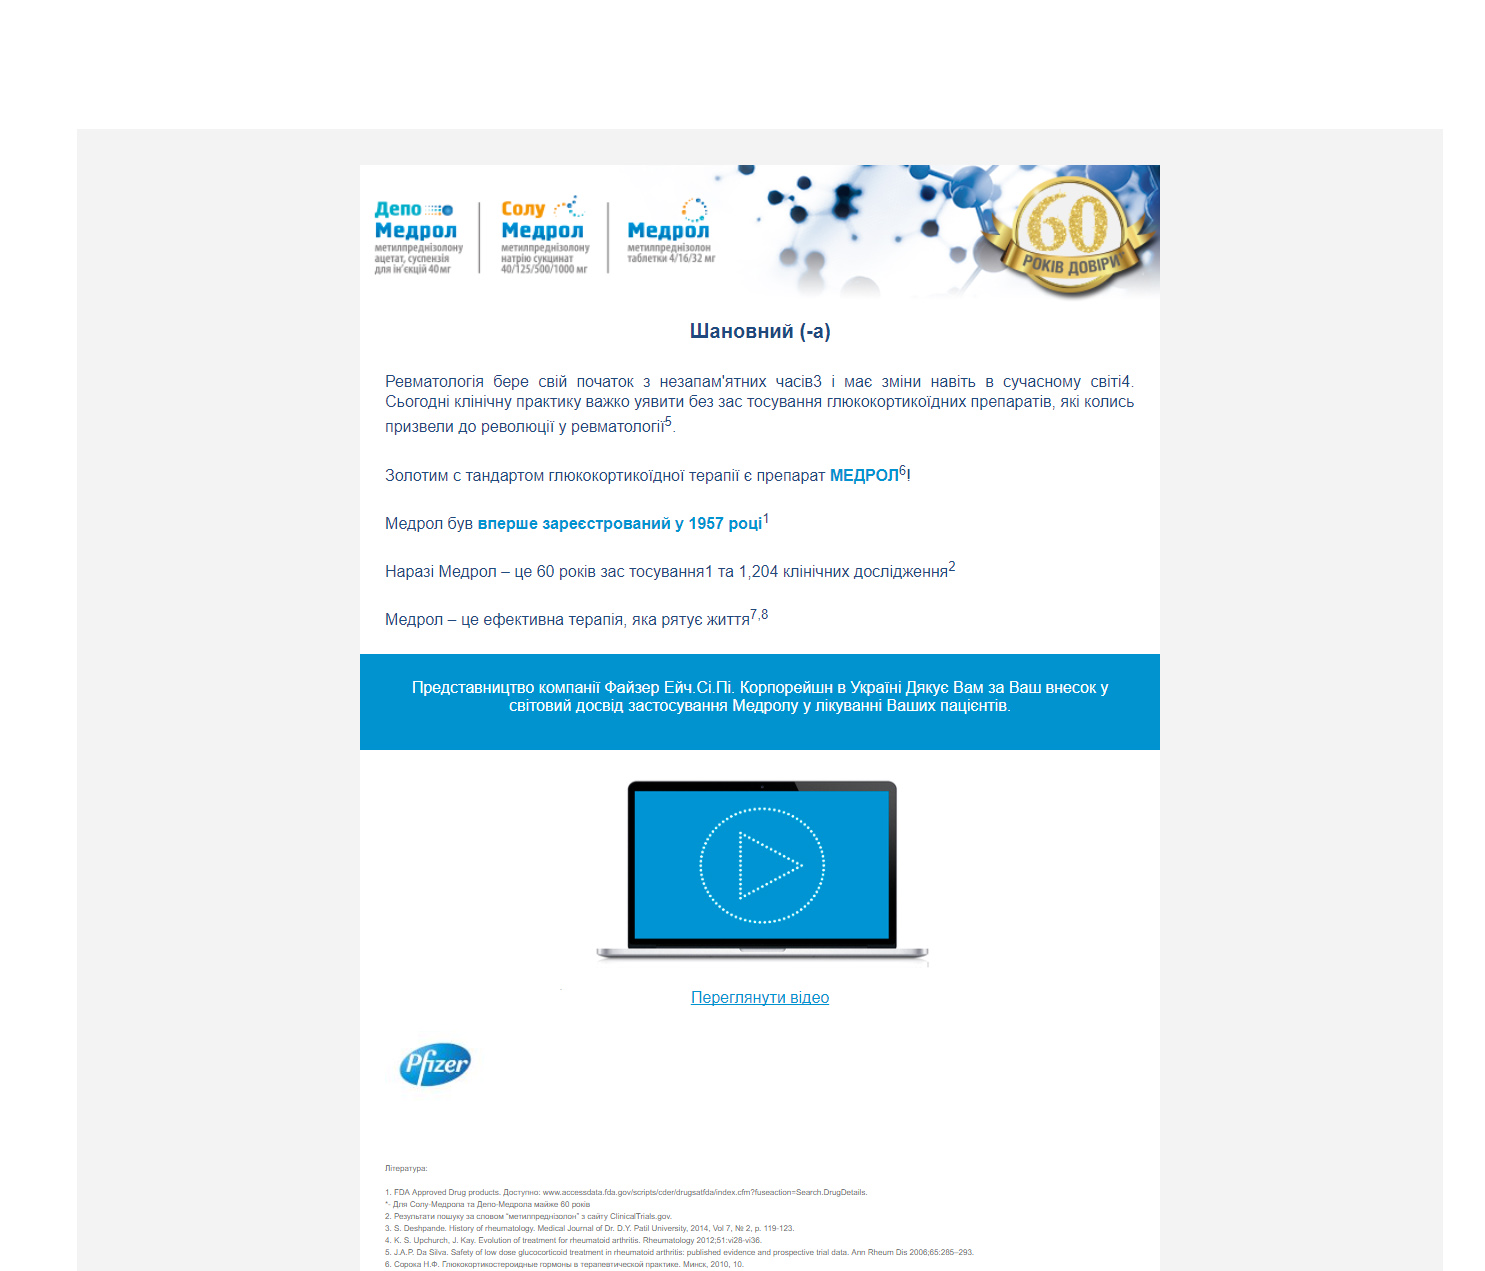 Депо
Медрол
метилпреднізолону
ацетат, суспензія
для ін'єкцій 40 мг
Солу
Медрол
метилпреднізолону
натрію сукцинат
40/125/500/1000 мг
Медрол
метилпреднізолон
таблетки 4/16/32 мг
60
РОКІВ ДОВІРИ*
Шановний (-а)
Ревматологія бере свій початок з незапам'ятних часів3 і має зміни навіть в сучасному світі4.
Сьогодні клінічну практику важко уявити без зас тосування глюкокортикоїдних препаратів, які колись
призвели до революції у ревматології5.
Золотим с тандартом глюкокортикоїдної терапії є препарат МЕДРОЛ6!
Медрол був вперше зареєстрований у 1957 році1
Наразі Медрол – це 60 років зас тосування1 та 1,204 клінічних дослідження2
Медрол – це ефективна терапія, яка рятує життя7,8
Представництво компанії Файзер Ейч.Сі.Пі. Корпорейшн в Україні Дякує Вам за Ваш внесок у
світовий досвід застосування Медролу у лікуванні Ваших пацієнтів.
Переглянути відео
Pfizer
Література:
1. FDA Approved Drug products. Доступно: www.accessdata.fda.gov/scripts/cder/drugsatfda/index.cfm?fuseaction=Search.DrugDetails.
*- Для Солу-Медрола та Депо-Медрола майже 60 років
2. Результати пошуку за словом "метилпреднізолон" з сайту ClinicalTrials.gov.
3. S. Deshpande. History of rheumatology. Medical Journal of Dr. D.Y. Patil University, 2014, Vol 7, № 2, p. 119-123.
4. K. S. Upchurch, J. Kay. Evolution of treatment for rheumatoid arthritis. Rheumatology 2012;51:vi28-vi36.
5. J.A.P. Da Silva. Safety of low dose glucocorticoid treatment in rheumatoid arthritis: published evidence and prospective trial data. Ann Rheum Dis 2006;65:285–293.
6. Сорока Н.Ф. Глюкокортикостероидные гормоны в терапевтической практике. Минск, 2010, 10.